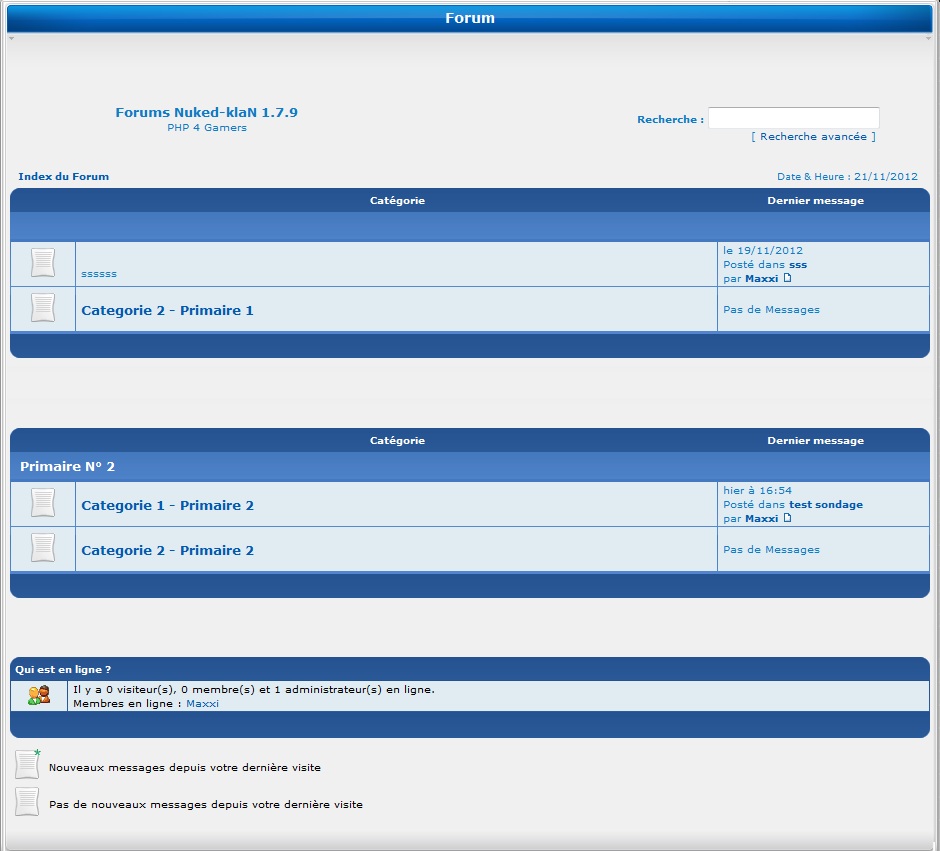 Forum
Forums Nuked-klaN 1.7.9
PHP 4 Gamers
Recherche :
[ Recherche avancée ]
Index du Forum
Date & Heure : 21/11/2012
Catégorie
Dernier message
ssssss
le 19/11/2012
Posté dans sss
par Maxxi
Categorie 2 - Primaire 1
Pas de Messages
Catégorie
Dernier message
Primaire N° 2
Categorie 1 - Primaire 2
hier à 16:54
Posté dans test sondage
par Maxxi
Categorie 2 - Primaire 2
Pas de Messages
Qui est en ligne ?
Il y a 0 visiteur(s), 0 membre(s) et 1 administrateur(s) en ligne.
Membres en ligne : Maxxi
Nouveaux messages depuis votre dernière visite
Pas de nouveaux messages depuis votre dernière visite